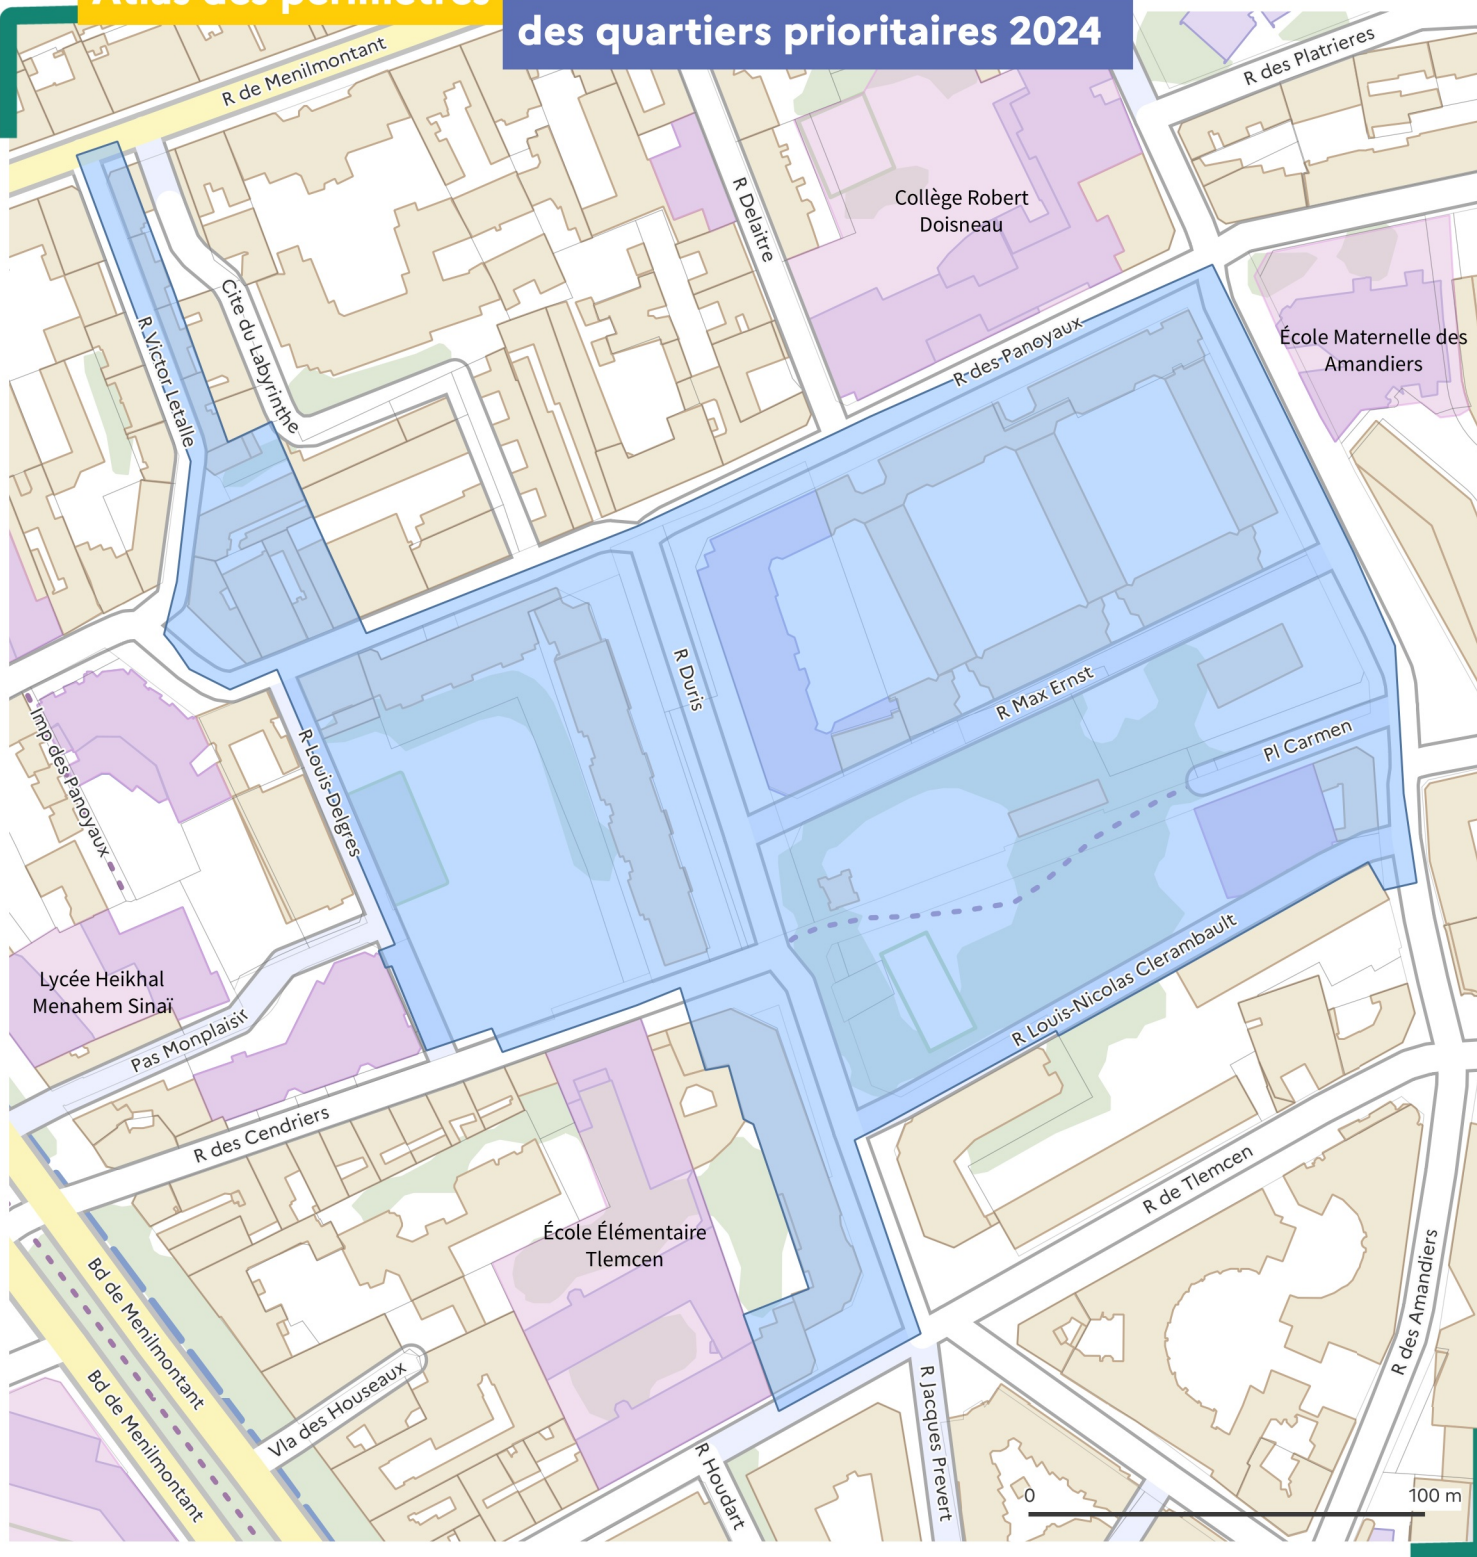 Atlas des périmètres
des quartiers prioritaires 2024
R de Menilmontant
R des Platrieres
R Delaitre
Collège Robert
Doisneau
Cite du Labyrinthe
R Victor Letalle
R des Panoyaux
École Maternelle des
Amandiers
R Duris
R Max Ernst
Pl Carmen
Imp des Panoyaux
R Louis Delgres
Lycée Heikhal
Menahem Sinaï
Pas Monplaisir
R Louis-Nicolas Clerambault
R des Cendriers
R de Tlemcen
École Élémentaire
Tlemcen
Bd de Menilmontant
Bd de Menilmontant
Vla des Houseaux
R des Amandiers
R Jacques Prevert
R Houdart
0
100 m